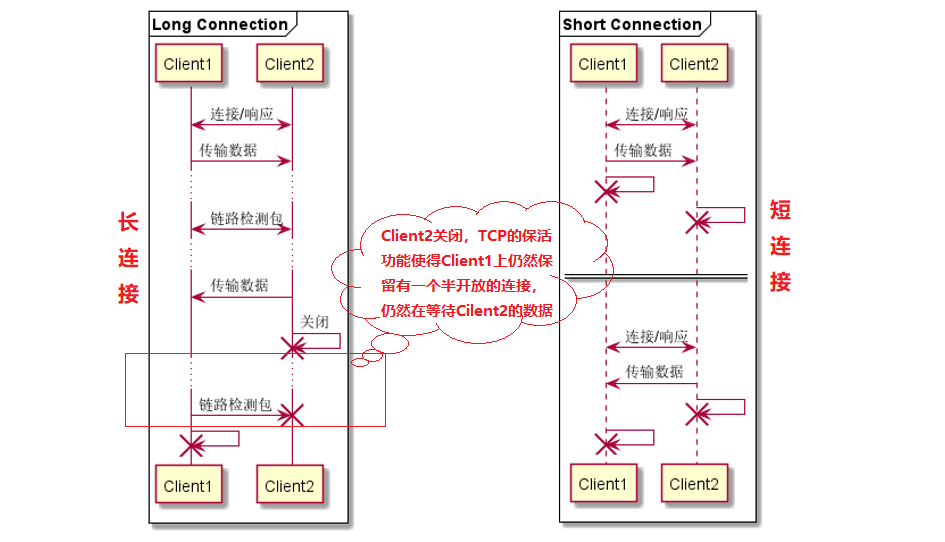 Long Connection
Client1
Client2
连接/响应
传输数据
链路检测包
传输数据
关闭
链路检测包
Client1
Client2
长
连
接
Client2关闭，TCP的保活
功能使得Client1上仍然保
留有一个半开放的连接，
仍然在等待Cilent2的数据
Short Connection
Client1
Client2
连接/响应
传输数据
连接/响应
传输数据
Client1
Client2
短
连
接